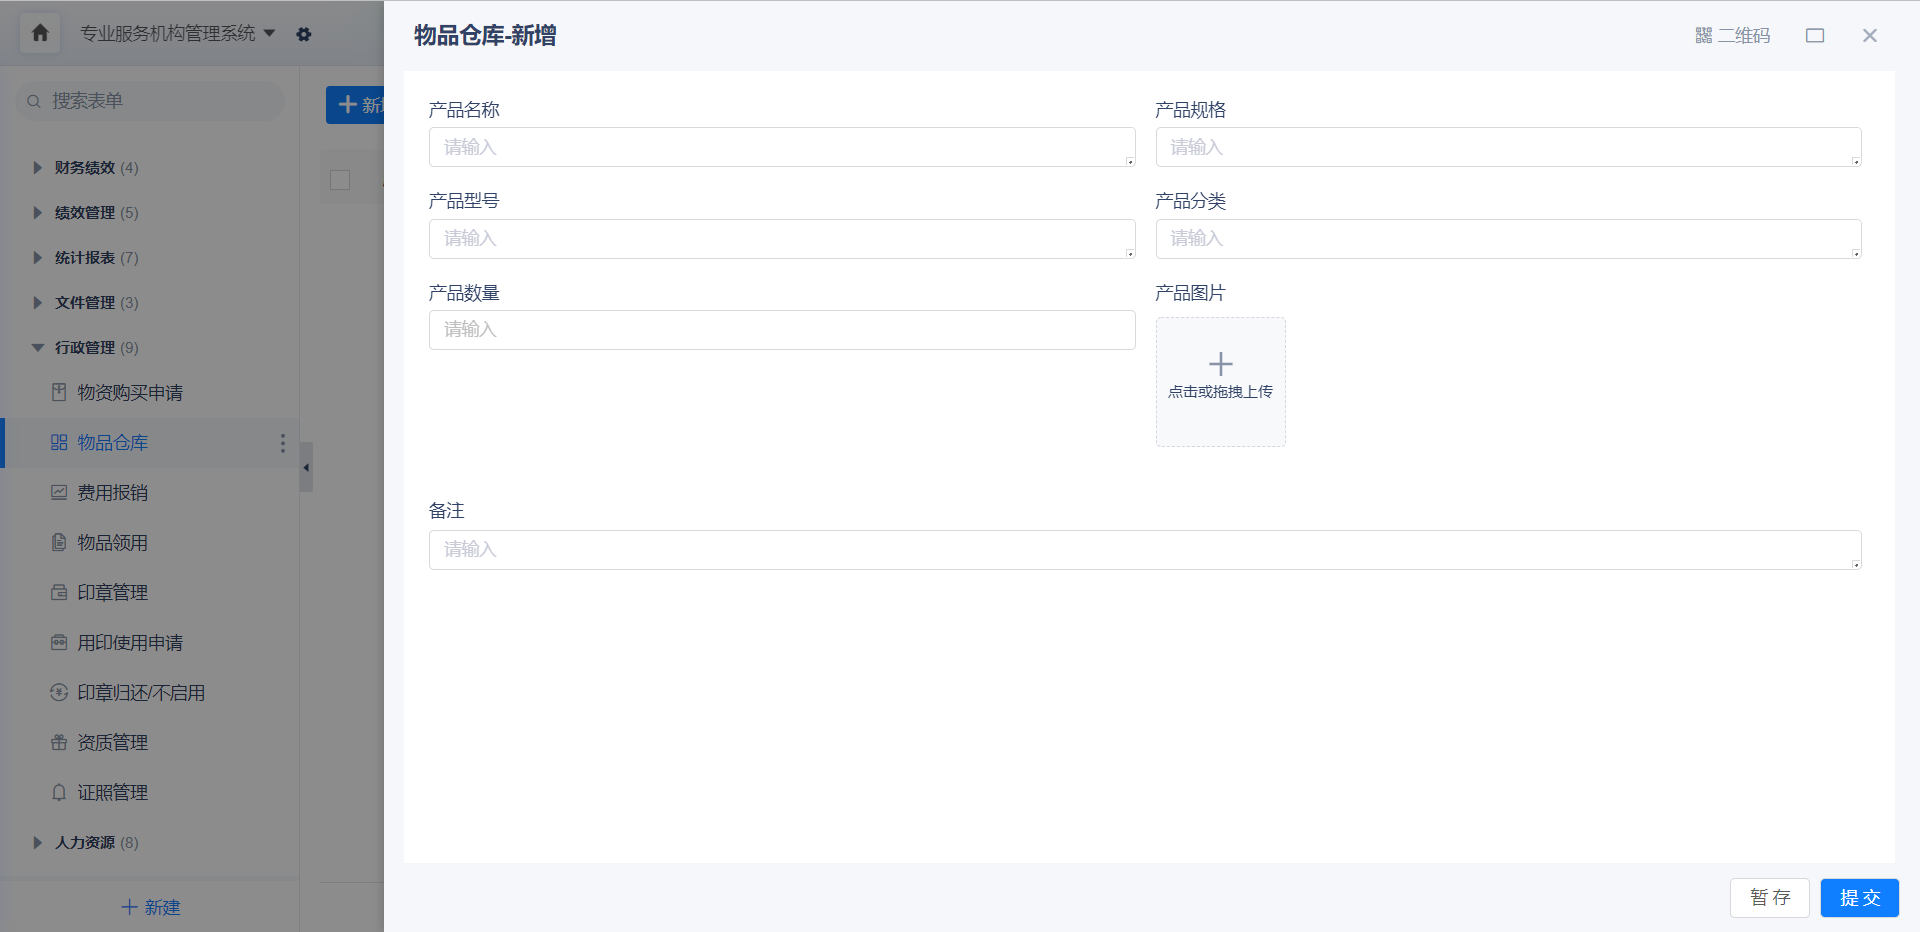 专业服务机构管理系统
搜索表单
财务绩效 (4)
绩效管理 (5)
统计报表 (7)
文件管理 (3)
行政管理 (9)
物资购买申请
物品仓库
费用报销
物品领用
印章管理
用印使用申请
印章归还/不启用
资质管理
证照管理
人力资源 (8)
新建
物品仓库-新增
二维码
产品名称
请输入
产品规格
请输入
产品型号
请输入
产品分类
请输入
产品数量
请输入
产品图片
点击或拖拽上传
备注
请输入
暂存
提交